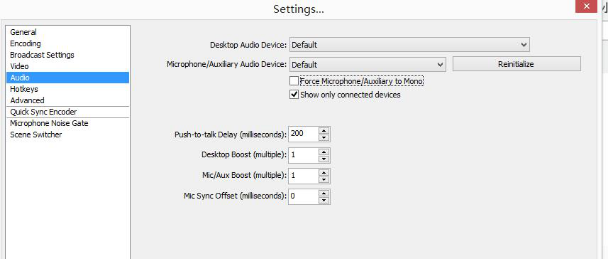 Settings...
General
Encoding
Broadcast Settings
Video
Audio
Hotkeys
Advanced
Quick Sync Encoder
Microphone Noise Gate
Scene Switcher
Desktop Audio Device: Default
Microphone/Auxiliary Audio Device: Default Reinitialize
Force Microphone/Auxiliary to Mono
Show only connected devices
Push-to-talk Delay (miliseconds): 200
Desktop Boost (multiple): 1
Mic/Aux Boost (multiple): 1
Mic Sync Offset (milliseconds): 0